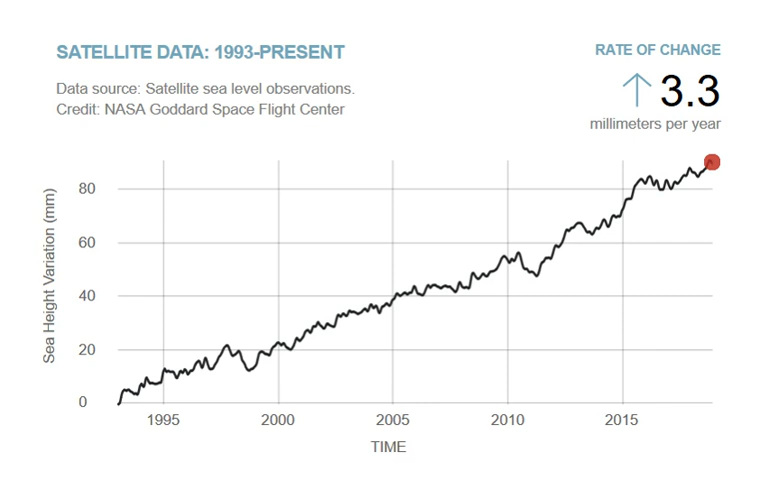 SATELLITE DATA: 1993-PRESENT
Data source: Satellite sea level observations.
Credit: NASA Goddard Space Flight Center
RATE OF CHANGE
↑ 3.3
millimeters per year
Sea Height Variation (mm)
80
60
40
20
0
1995 2000 2005 2010 2015
TIME